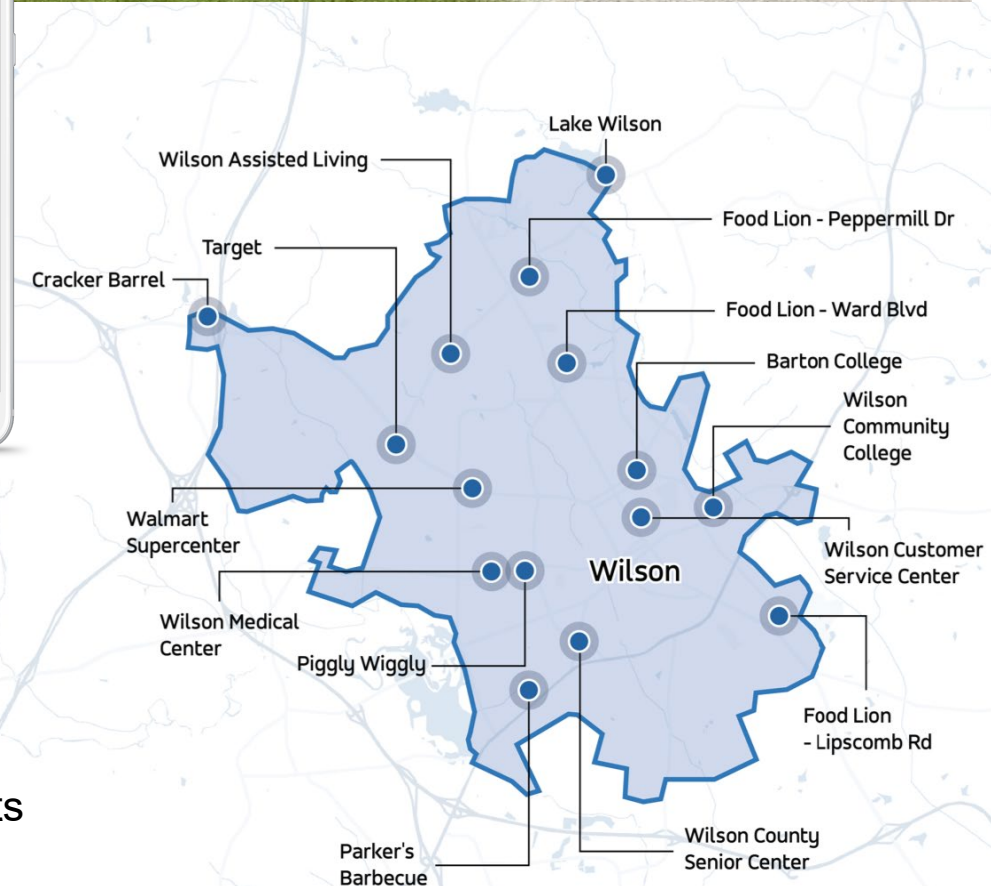 Lake Wilson
Wilson Assisted Living
Food Lion - Peppermill Dr
Target
Cracker Barrel
Food Lion - Ward Blvd
Barton College
Wilson
Community
College
Walmart
Supercenter
Wilson Customer
Service Center
Wilson
Wilson Medical
Center
Piggly Wiggly
Food Lion
- Lipscomb Rd
Wilson County
Senior Center
Parker's
Barbecue